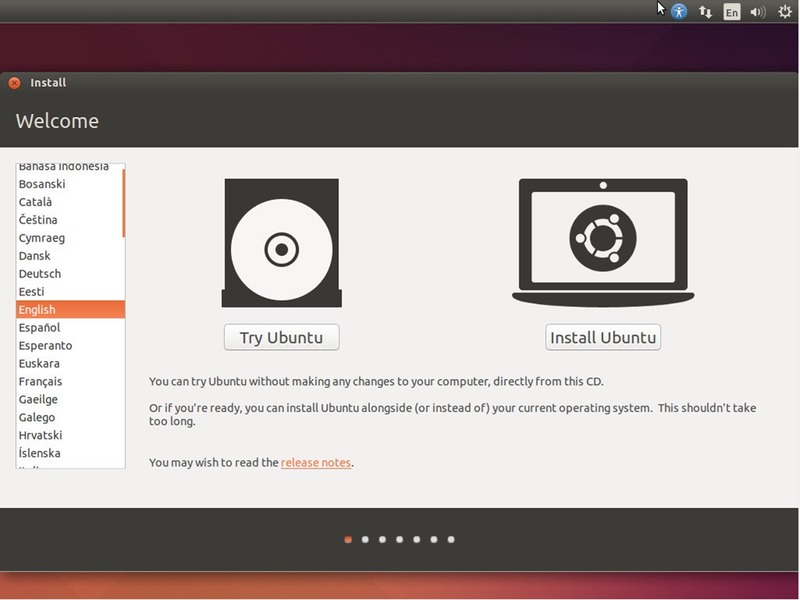 En
Install
Welcome
Bahasa Indonesia
Bosanski
Català
Čeština
Cymraeg
Dansk
Deutsch
Eesti
English
Español
Esperanto
Euskara
Français
Gaeilge
Galego
Hrvatski
Íslenska
Try Ubuntu
Install Ubuntu
You can try Ubuntu without making any changes to your computer, directly from this CD.
Or if you're ready, you can install Ubuntu alongside (or instead of) your current operating system. This shouldn't take
too long.
You may wish to read the release notes.